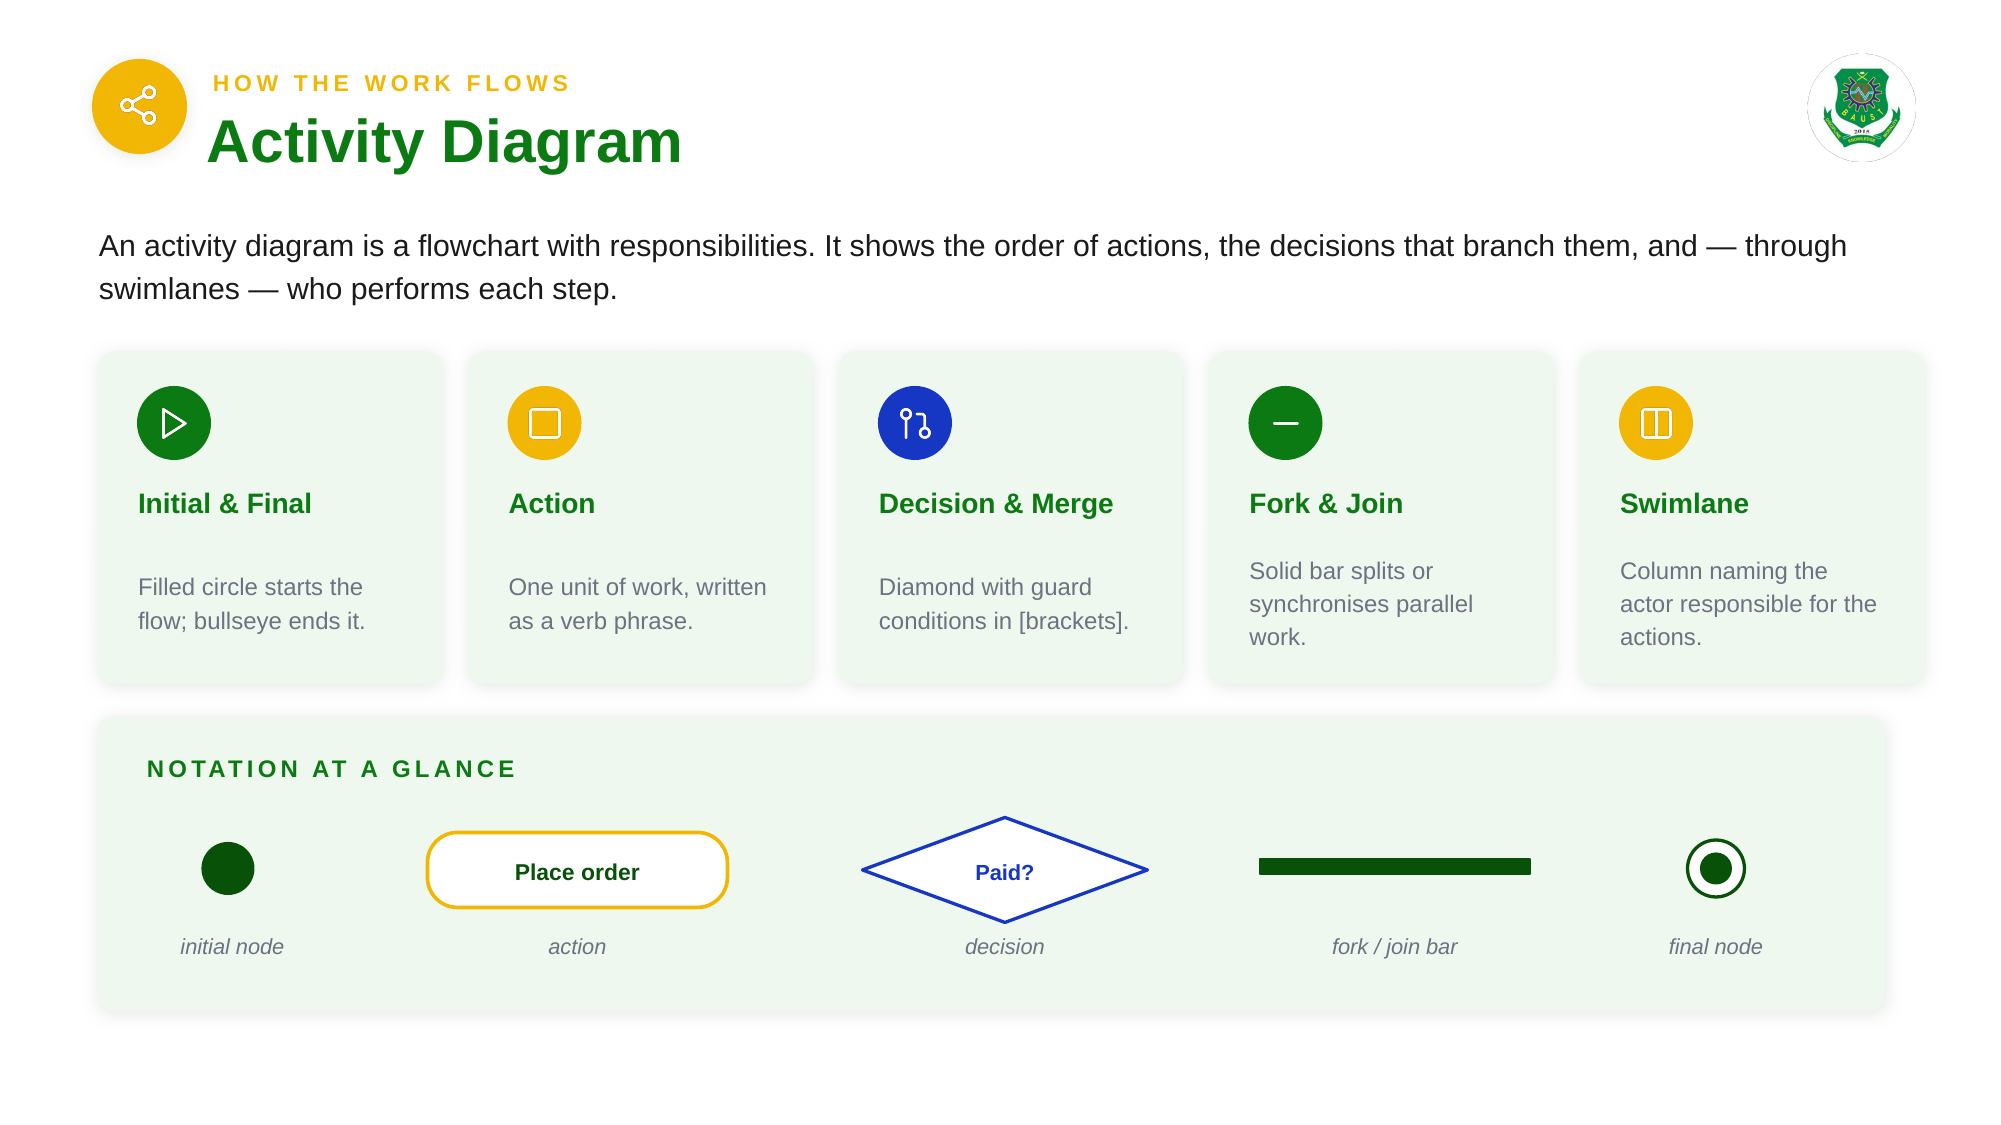 HOW THE WORK FLOWS
Activity Diagram
BAUST
2015
KNOWLEDGE
An activity diagram is a flowchart with responsibilities. It shows the order of actions, the decisions that branch them, and — through
swimlanes — who performs each step.
Initial & Final
Filled circle starts the
flow; bullseye ends it.
Action
One unit of work, written
as a verb phrase.
Decision & Merge
Diamond with guard
conditions in [brackets].
Fork & Join
Solid bar splits or
synchronises parallel
work.
Swimlane
Column naming the
actor responsible for the
actions.
NOTATION AT A GLANCE
Place order
Paid?
initial node
action
decision
fork / join bar
final node